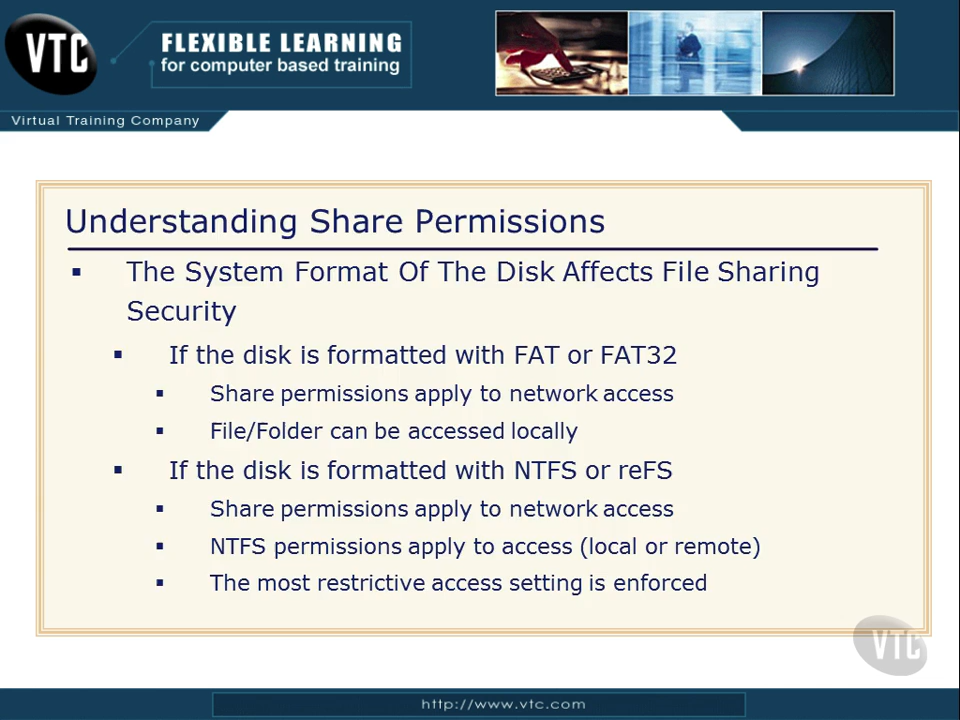 VTC
FLEXIBLE LEARNING
for computer based training
Virtual Training Company
Understanding Share Permissions
▪ The System Format Of The Disk Affects File Sharing
Security
▪ If the disk is formatted with FAT or FAT32
▪ Share permissions apply to network access
▪ File/Folder can be accessed locally
▪ If the disk is formatted with NTFS or reFS
▪ Share permissions apply to network access
▪ NTFS permissions apply to access (local or remote)
▪ The most restrictive access setting is enforced
VTC
http://www.vtc.com